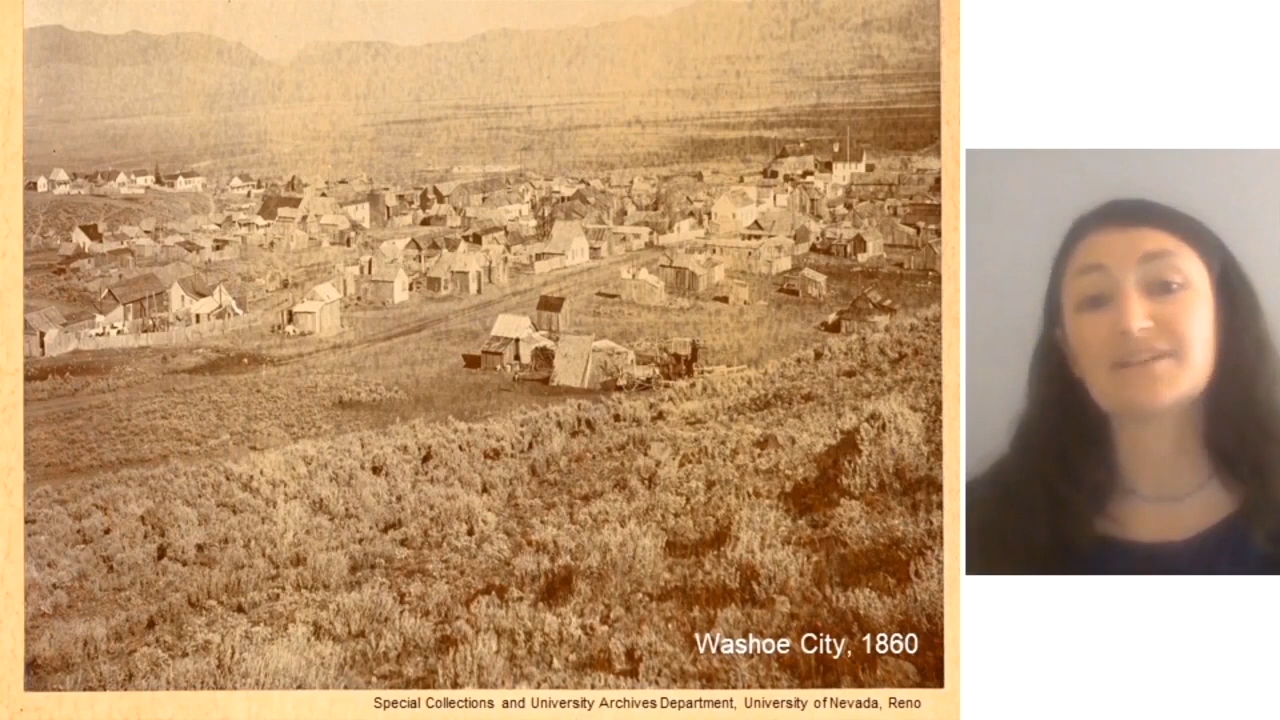 Washoe City, 1860
Special Collections and University Archives Department, University of Nevada, Reno